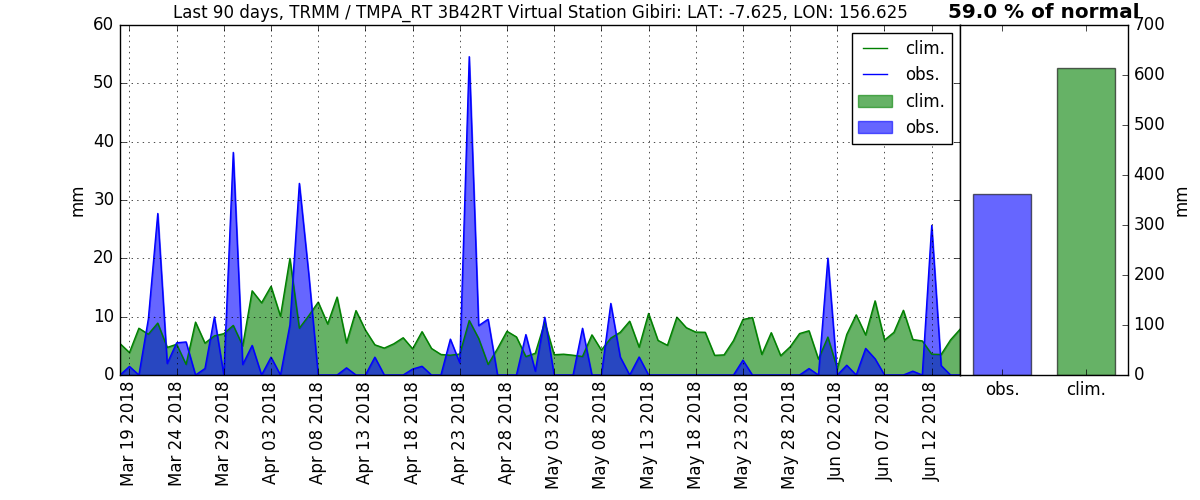 Last 90 days, TRMM / TMPA_RT 3B42RT Virtual Station Gibiri: LAT: -7.625, LON: 156.625
59.0 % of normal
mm
60
50
40
30
20
10
0
clim.
obs.
clim.
obs.
Mar 19 2018
Mar 24 2018
Mar 29 2018
Apr 03 2018
Apr 08 2018
Apr 13 2018
Apr 18 2018
Apr 23 2018
Apr 28 2018
May 03 2018
May 08 2018
May 13 2018
May 18 2018
May 23 2018
May 28 2018
Jun 02 2018
Jun 07 2018
Jun 12 2018
obs.
clim.
700
600
500
400
300
200
100
0
mm